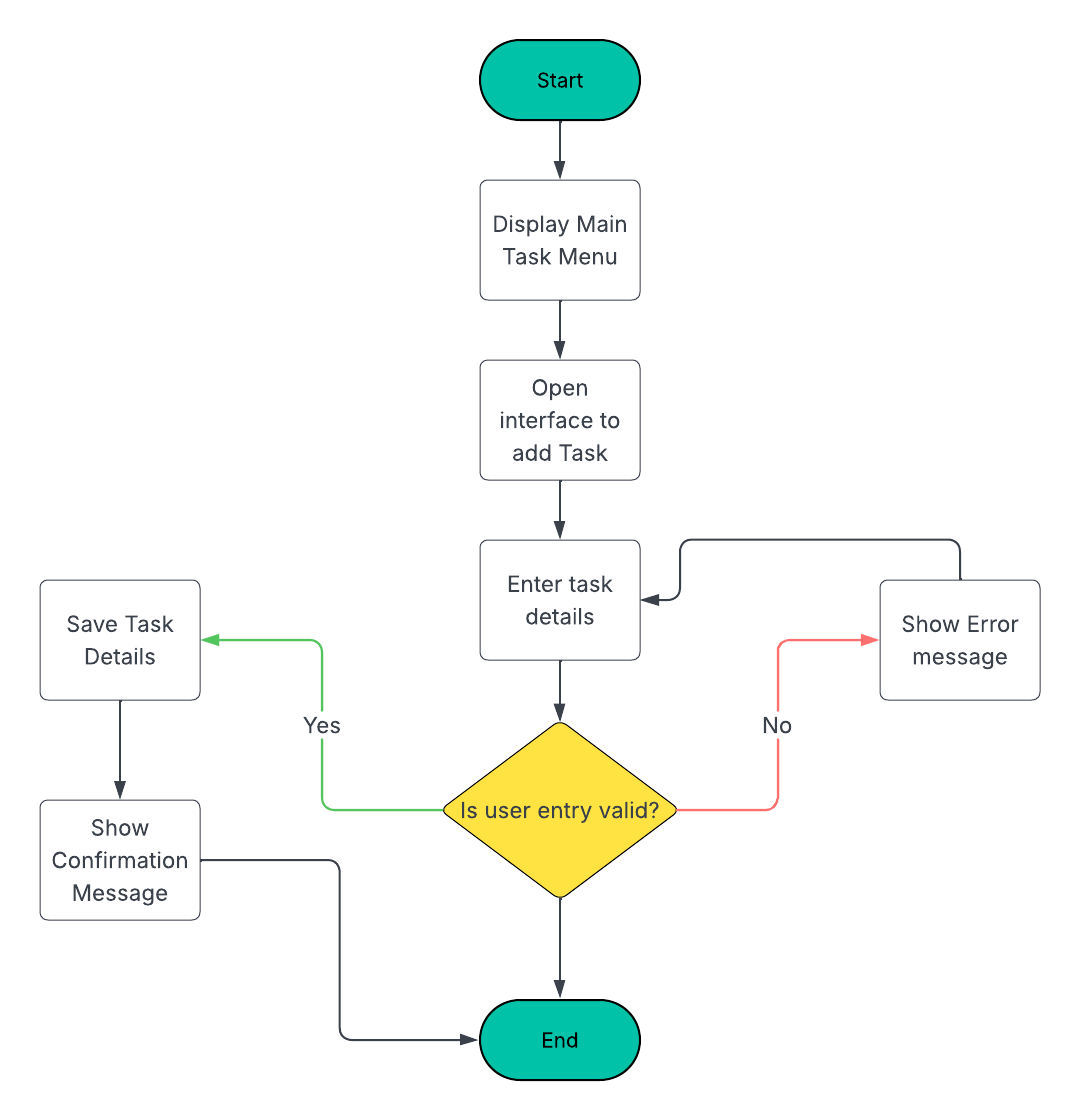 Start
Display Main
Task Menu
Open
interface to
add Task
Enter task
details
Save Task
Details
Show Error
message
Yes
No
Is user entry valid?
Show
Confirmation
Message
End